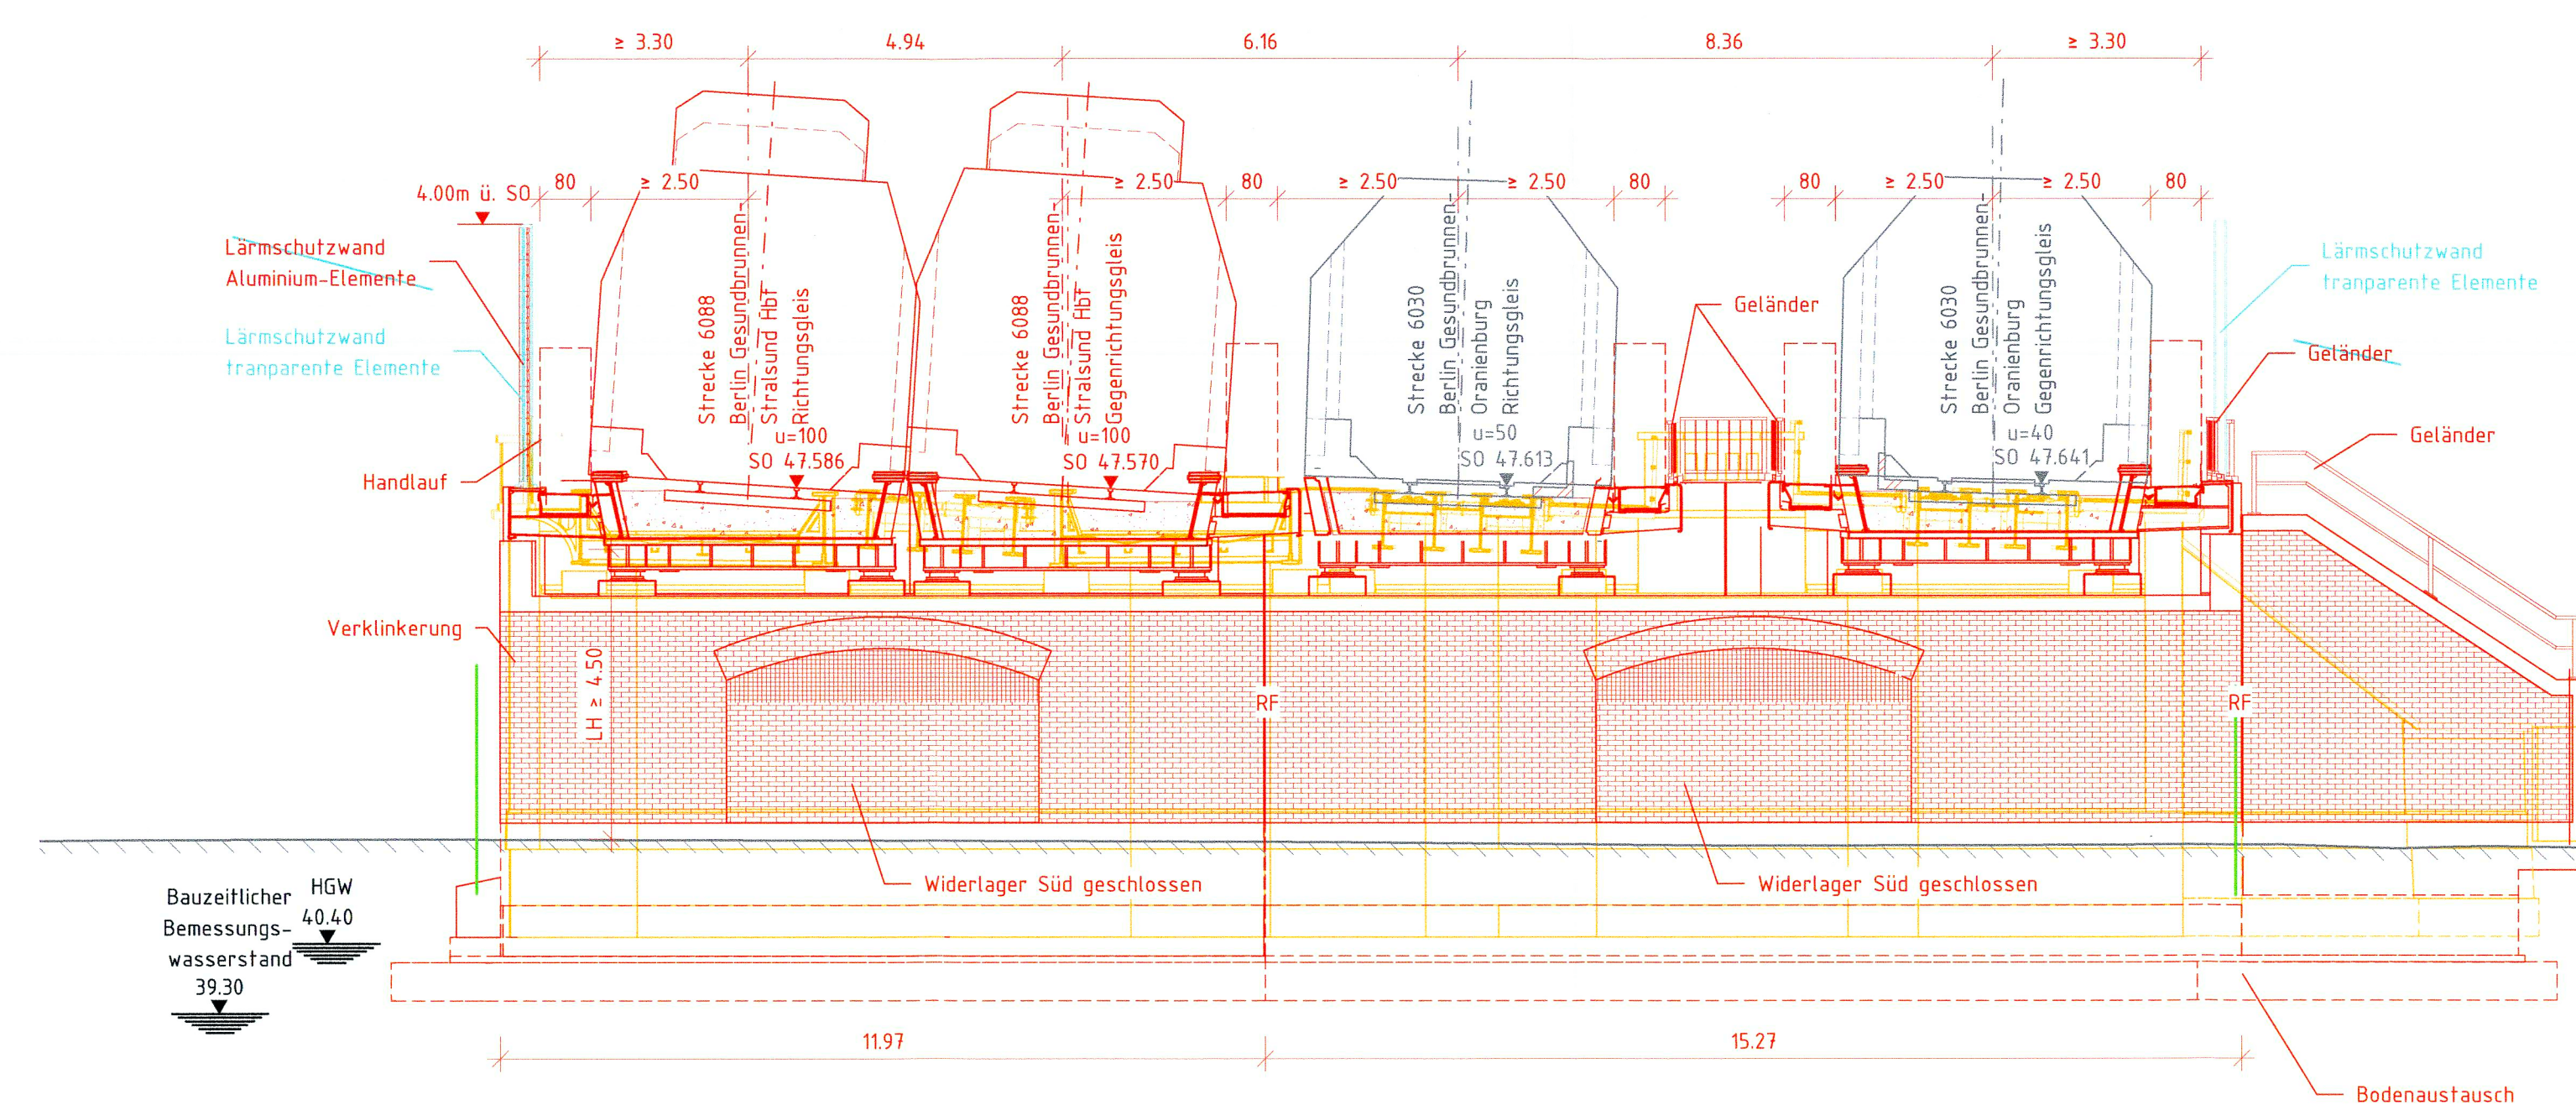 ≥ 3.30
4.94
6.16
8.36
≥ 3.30
4.00m ü. SO
80
≥ 2.50
≥ 2.50
80
≥ 2.50
≥ 2.50
80
80
≥ 2.50
≥ 2.50
80
Lärmschutzwand
Aluminium-Elemente
Lärmschutzwand
tranparente Elemente
Handlauf
Strecke 6088
Berlin Gesundbrunnen-
Stralsund Hbf
Richtungsgleis
u=100
SO 47.586
Strecke 6088
Berlin Gesundbrunnen-
Stralsund Hbf
Gegenrichtungsgleis
u=100
SO 47.570
Strecke 6030
Berlin Gesundbrunnen-
Oranienburg
Richtungsgleis
u=50
SO 47.613
Geländer
Strecke 6030
Berlin Gesundbrunnen-
Oranienburg
Gegenrichtungsgleis
u=40
SO 47.641
Lärmschutzwand
tranparente Elemente
Geländer
Geländer
Verklinkerung
LH ≥ 4.50
RF
RF
Widerlager Süd geschlossen
Widerlager Süd geschlossen
Bauzeitlicher
Bemessungs-
wasserstand
39.30
HGW
40.40
11.97
15.27
Bodenaustausch